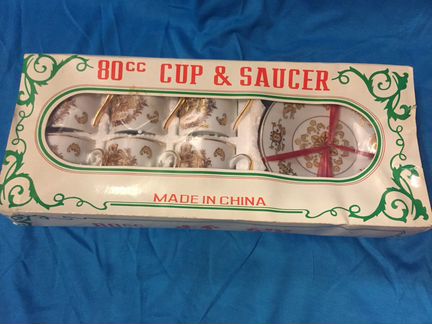 80cc CUP & SAUCER
MADE IN CHINA